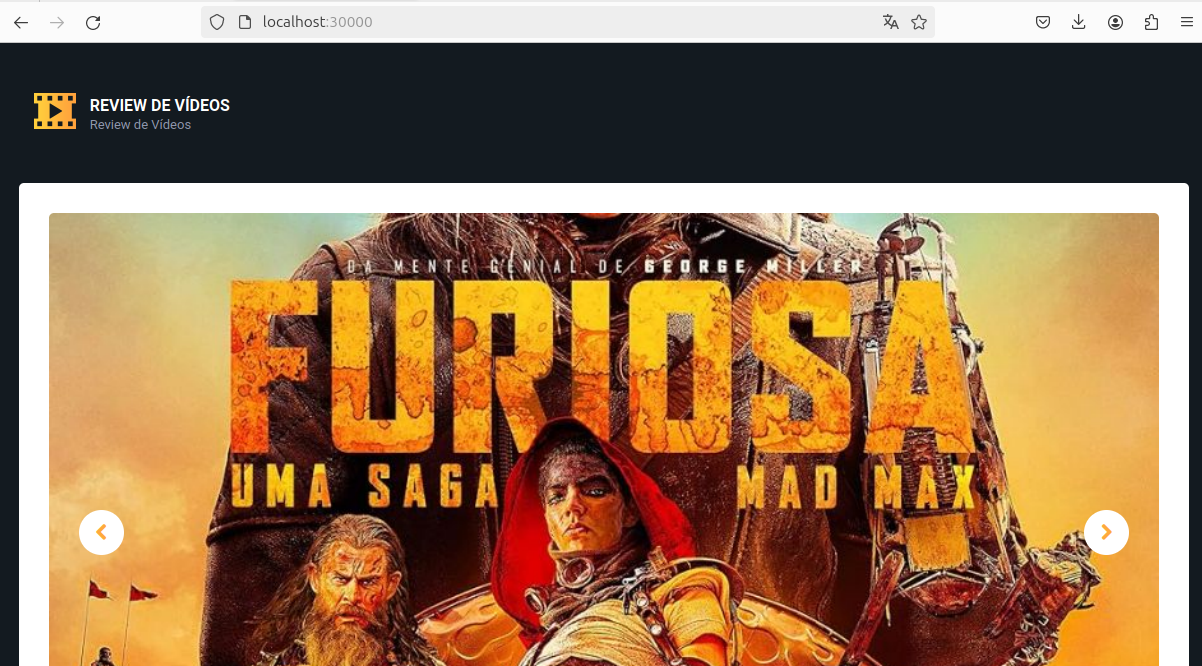 localhost:30000
REVIEW DE VÍDEOS
Review de Vídeos
DA MENTE GENIAL DE GEORGE MILLER
FURIOSA
UMA SAGA MAD MAX